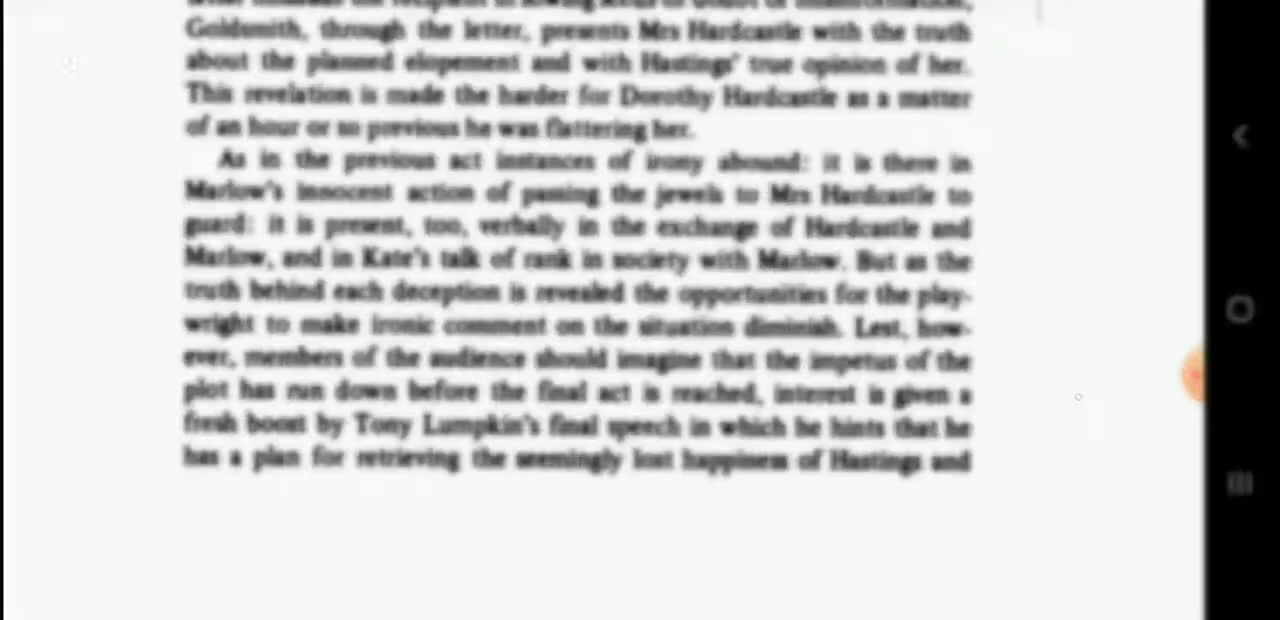 Goldsmith, through the letter, presents Mrs Hardcastle with the truth
about the planned elopement and with Hastings' true opinion of her.
This revelation is made the harder for Dorothy Hardcastle as a matter
of an hour or so previous he was flattering her.
As in the previous act instances of irony abound: it is there in
Marlow's innocent action of passing the jewels to Mrs Hardcastle to
guard: it is present, too, verbally in the exchange of Hardcastle and
Marlow, and in Kate's talk of rank in society with Marlow. But as the
truth behind each deception is revealed the opportunities for the play-
wright to make ironic comment on the situation diminish. Lest, how-
ever, members of the audience should imagine that the impetus of the
plot has run down before the final act is reached, interest is given a
fresh boost by Tony Lumpkin's final speech in which he hints that he
has a plan for retrieving the seemingly lost happiness of Hastings and